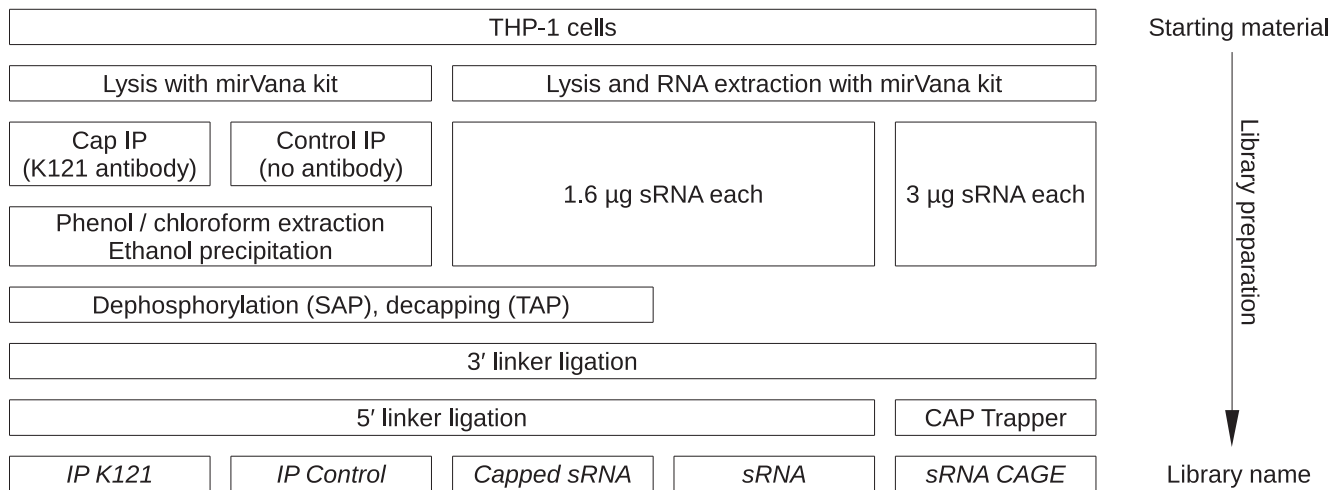 THP-1 cells
Starting material
Lysis with mirVana kit
Lysis and RNA extraction with mirVana kit
Cap IP
(K121 antibody)
Control IP
(no antibody)
1.6 µg sRNA each
3 µg sRNA each
Phenol / chloroform extraction
Ethanol precipitation
Library preparation
Dephosphorylation (SAP), decapping (TAP)
3′ linker ligation
5′ linker ligation
CAP Trapper
IP K121
IP Control
Capped sRNA
sRNA
sRNA CAGE
Library name